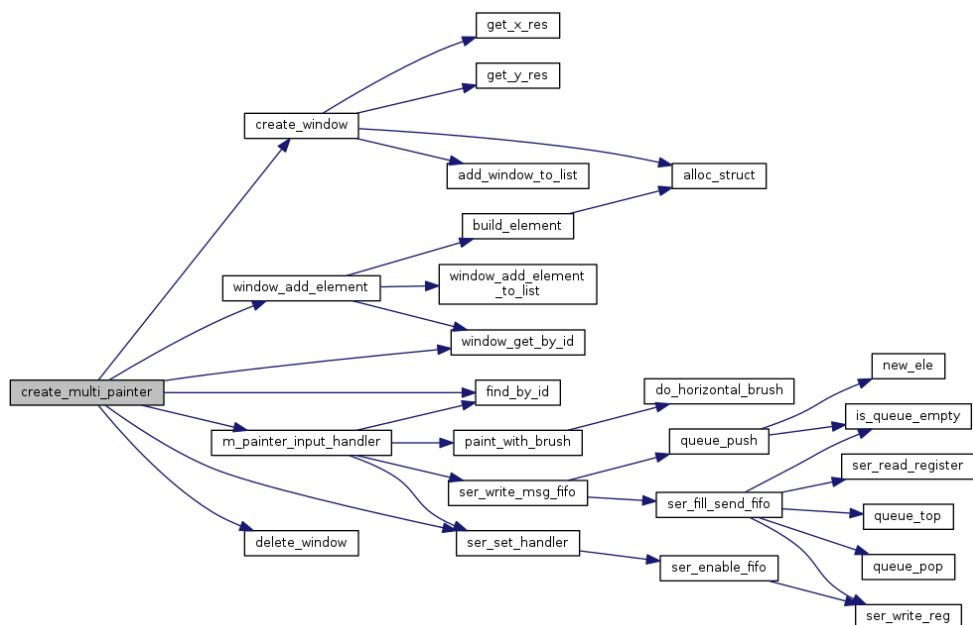 get_x_res
get_y_res
create_window
add_window_to_list
alloc_struct
build_element
window_add_element
window_add_element
_to_list
window_get_by_id
create_multi_painter
find_by_id
do_horizontal_brush
new_ele
is_queue_empty
m_painter_input_handler
paint_with_brush
queue_push
ser_read_register
ser_write_msg_fifo
ser_fill_send_fifo
queue_top
delete_window
ser_set_handler
ser_enable_fifo
queue_pop
ser_write_reg